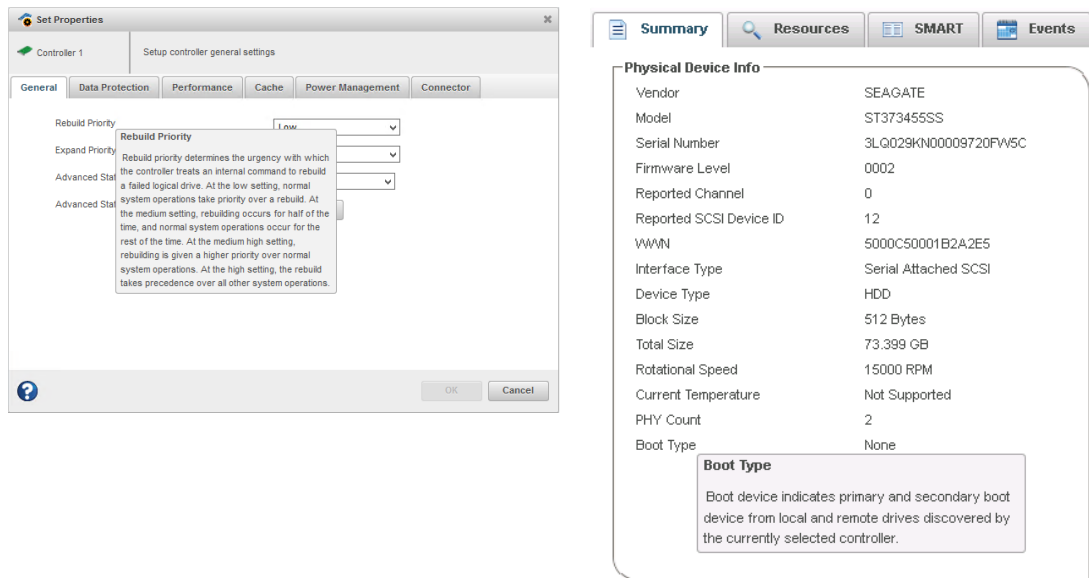 Set Properties
Controller 1
Setup controller general settings
General
Data Protection
Performance
Cache
Power Management
Connector
Rebuild Priority
Low
Expand Priority
Advanced Stat
Advanced Stat
Rebuild Priority
Rebuild priority determines the urgency with which
the controller treats an internal command to rebuild
a failed logical drive. At the low setting, normal
system operations take priority over a rebuild. At
the medium setting, rebuilding occurs for half of the
time, and normal system operations occur for the
rest of the time. At the medium high setting,
rebuilding is given a higher priority over normal
system operations. At the high setting, the rebuild
takes precedence over all other system operations.
OK
Cancel
Summary
Resources
SMART
Events
Physical Device Info
Vendor SEAGATE
Model ST373455SS
Serial Number 3LQ029KN00009720FW5C
Firmware Level 0002
Reported Channel 0
Reported SCSI Device ID 12
WWN 5000C50001B2A2E5
Interface Type Serial Attached SCSI
Device Type HDD
Block Size 512 Bytes
Total Size 73.399 GB
Rotational Speed 15000 RPM
Current Temperature Not Supported
PHY Count 2
Boot Type None
Boot Type
Boot device indicates primary and secondary boot
device from local and remote drives discovered by
the currently selected controller.